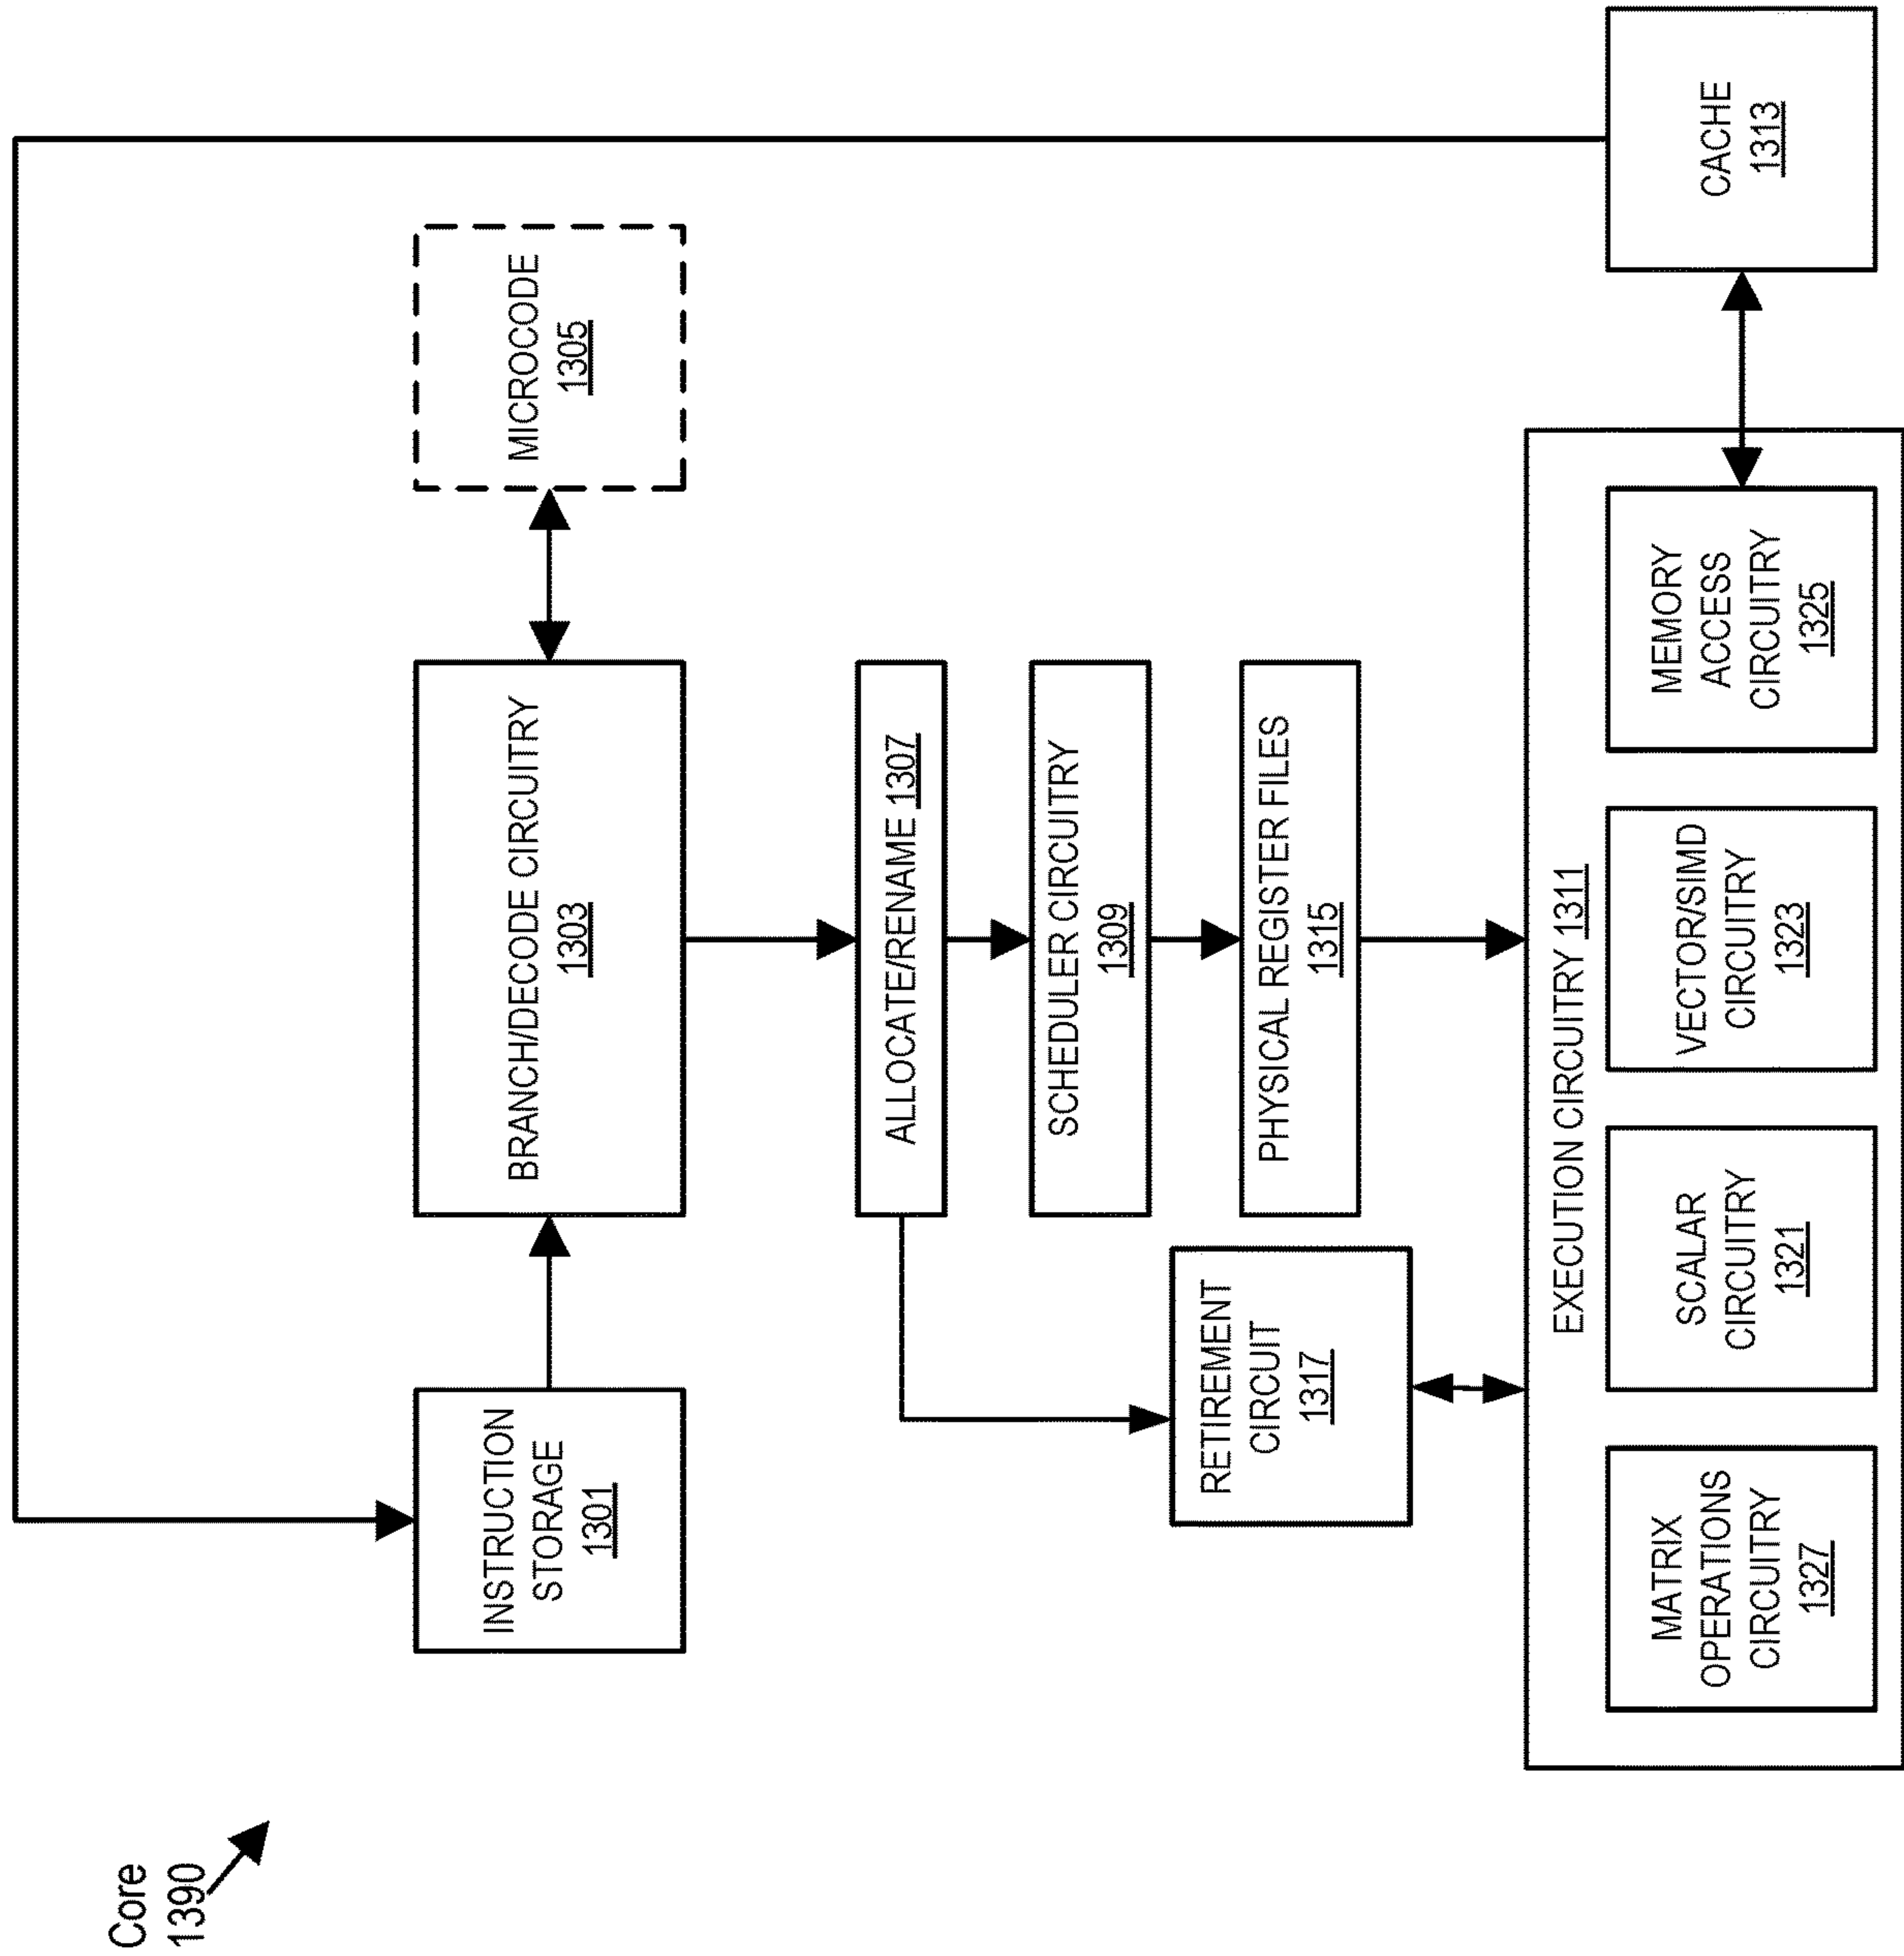 Core
1390
INSTRUCTION
STORAGE
1301
BRANCH/DECODE CIRCUITRY
1303
MICROCODE
1305
ALLOCATE/RENAME 1307
SCHEDULER CIRCUITRY
1309
PHYSICAL REGISTER FILES
1315
RETIREMENT
CIRCUIT
1317
EXECUTION CIRCUITRY 1311
MATRIX
OPERATIONS
CIRCUITRY
1327
SCALAR
CIRCUITRY
1321
VECTOR/SIMD
CIRCUITRY
1323
MEMORY
ACCESS
CIRCUITRY
1325
CACHE
1313